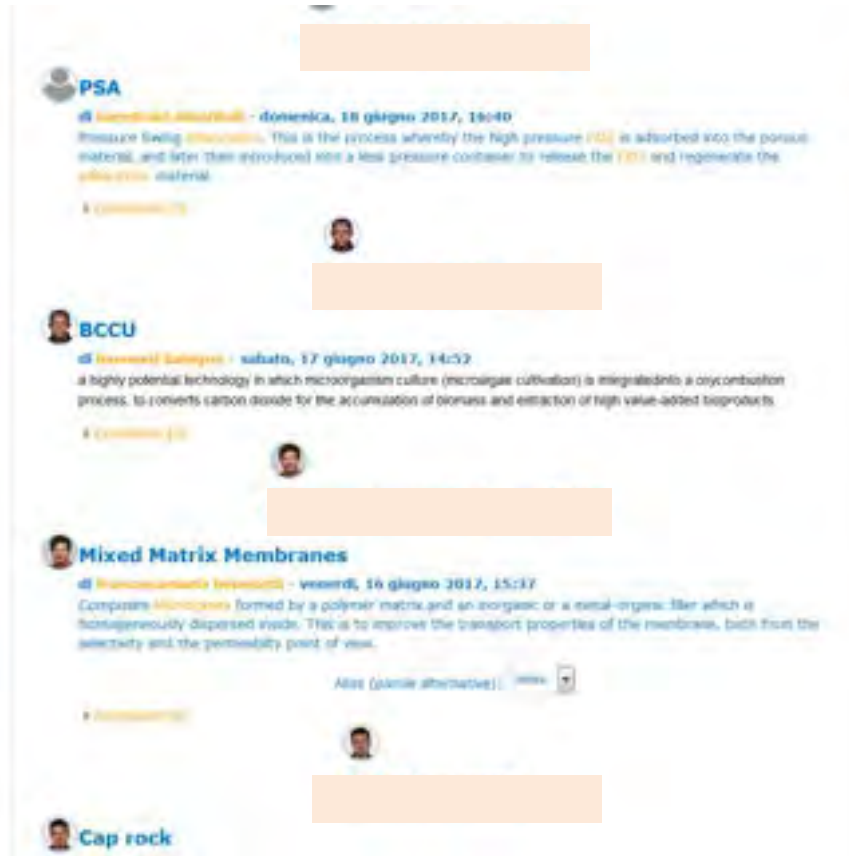 PSA
di - domenica, 18 giugno 2017, 16:40
Pressure Swing This is the process whereby the high pressure CO2 is adsorbed into the porous
material, and later then introduced into a less pressure container to release the CO2 and regenerate the
material.
BCCU
di - sabato, 17 giugno 2017, 14:52
a highly potential technology in which microorganism culture (microalgae cultivation) is integratedinto a oxycombustion
process, to converts carbon dioxide for the accumulation of biomass and extraction of high value-added bioproducts
Mixed Matrix Membranes
di - venerdì, 16 giugno 2017, 15:37
Composite formed by a polymer matrix and an inorganic or a metal-organic filler which is
homogeneously dispersed inside. This is to improve the transport properties of the membrane, both from the
selectivity and the permeability point of view.
Alias (parole alternative):
Cap rock